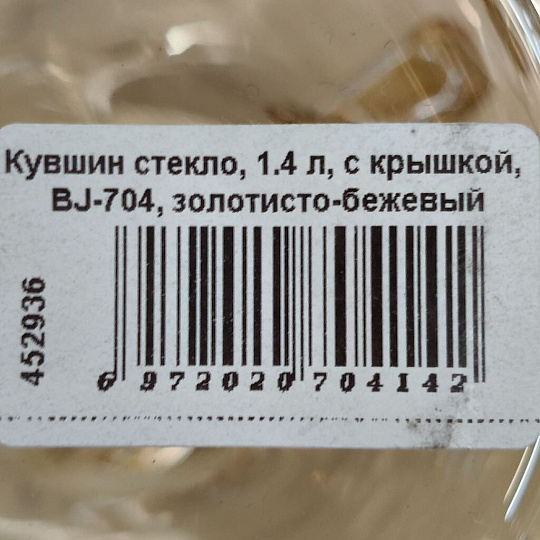 Кувшин стекло, 1.4 л, с крышкой,
BJ-704, золотисто-бежевый
452936
6 972020 704142